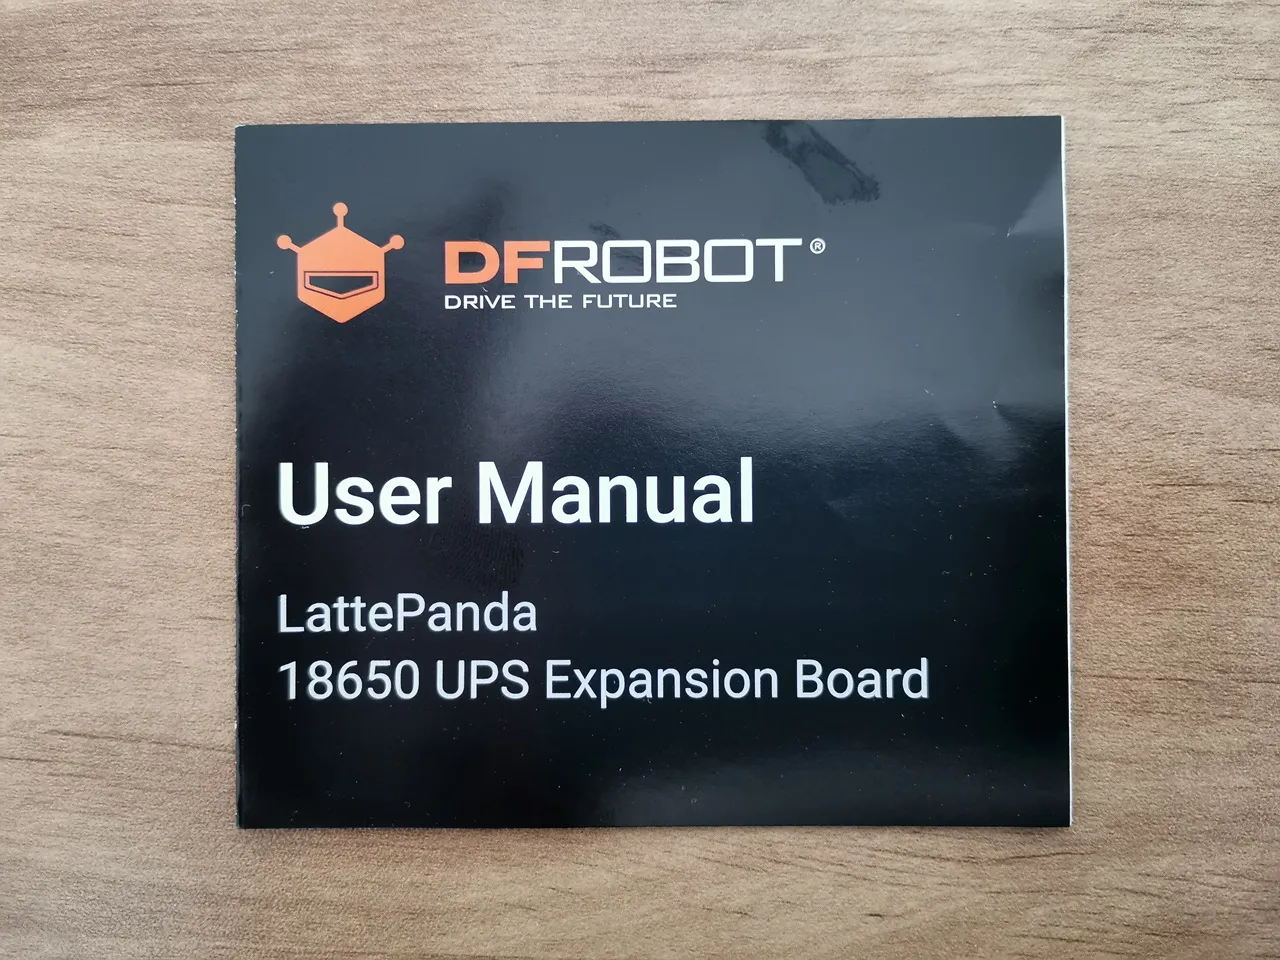 DFROBOT®
DRIVE THE FUTURE
User Manual
LattePanda
18650 UPS Expansion Board